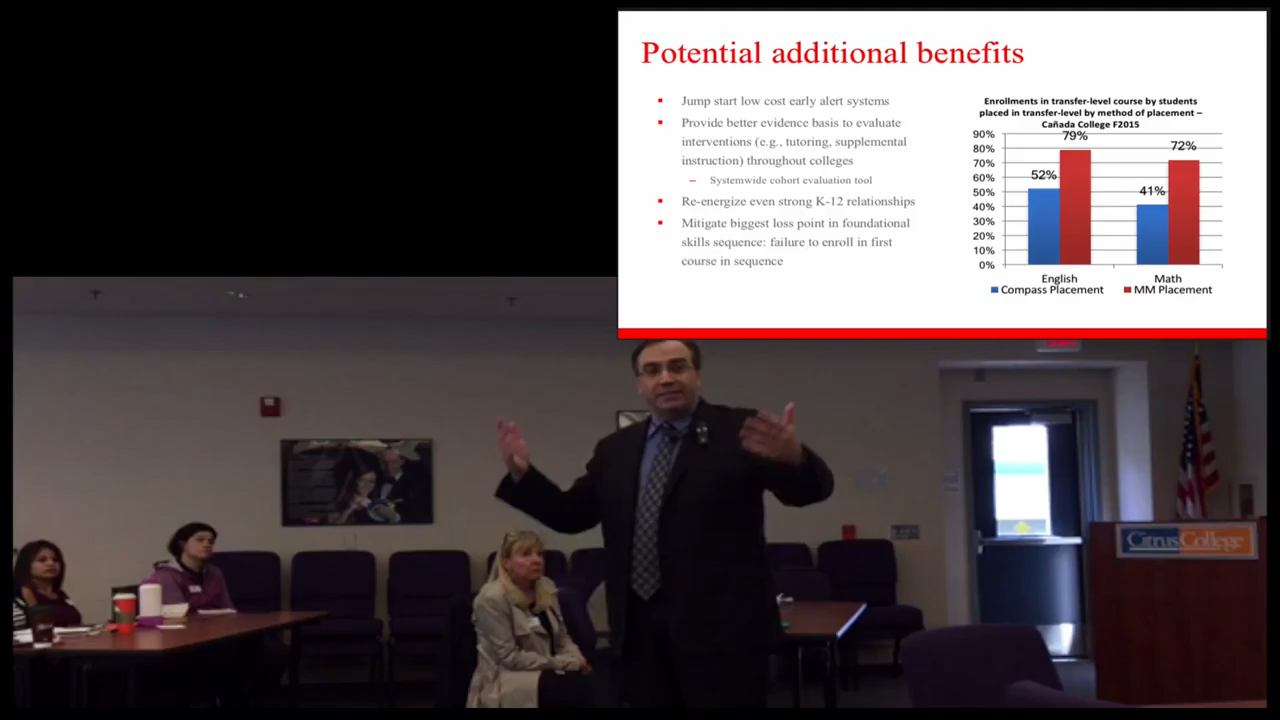 Potential additional benefits
Jump start low cost early alert systems
Provide better evidence basis to evaluate
interventions (e.g., tutoring, supplemental
instruction) throughout colleges
– Systemwide cohort evaluation tool
Re-energize even strong K-12 relationships
Mitigate biggest loss point in foundational
skills sequence: failure to enroll in first
course in sequence
Enrollments in transfer-level course by students
placed in transfer-level by method of placement –
Cañada College F2015
90%
80%
70%
60%
50%
40%
30%
20%
10%
0%
52%
79%
41%
72%
English
Math
Compass Placement
MM Placement
Citrus College